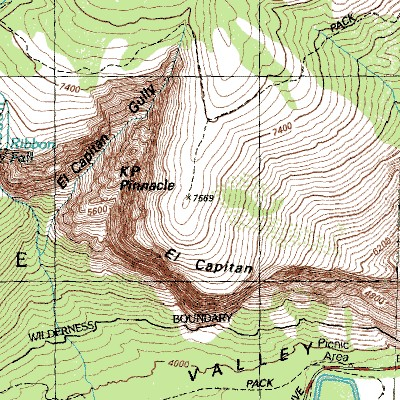 PACK
7400
El Capitan Gully
7400
Ribbon
Fall
KP
Pinnacle
7569
5600
El Capitan
E
BOUNDARY
WILDERNESS
VALLEY
Picnic
Area
4000
PACK